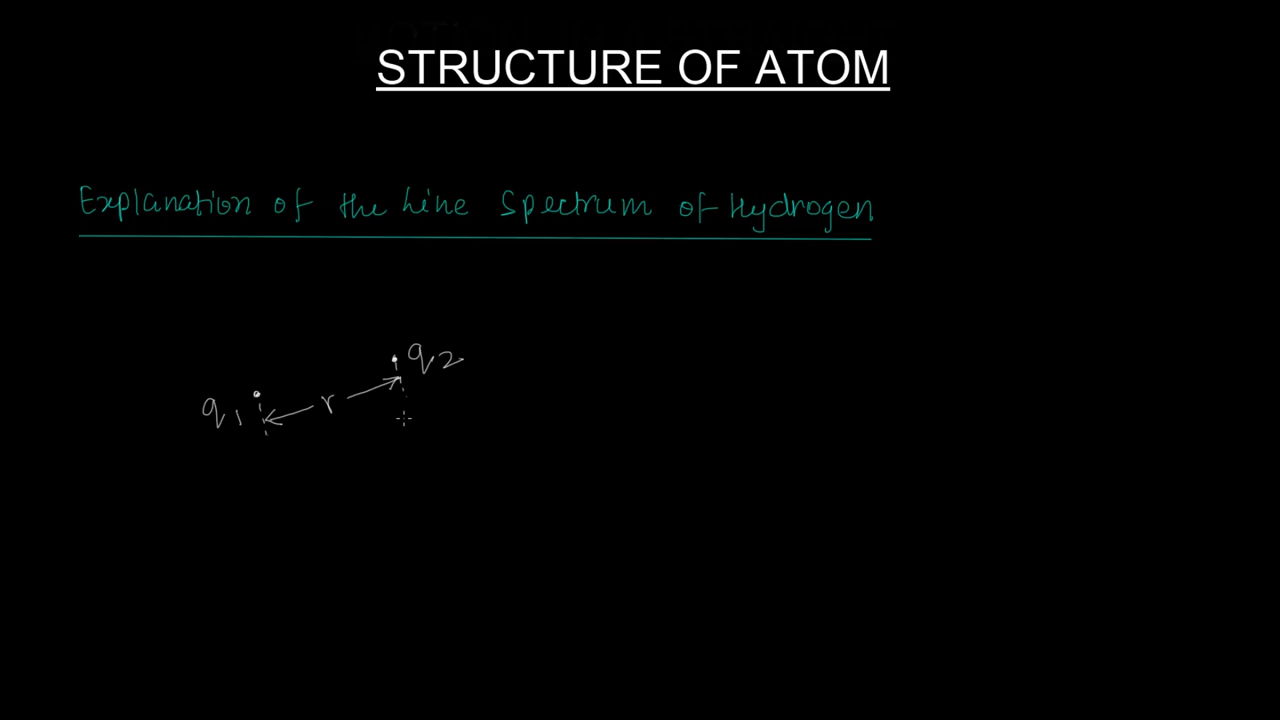 STRUCTURE OF ATOM
Explanation of the Line Spectrum of Hydrogen
q2
r
q1